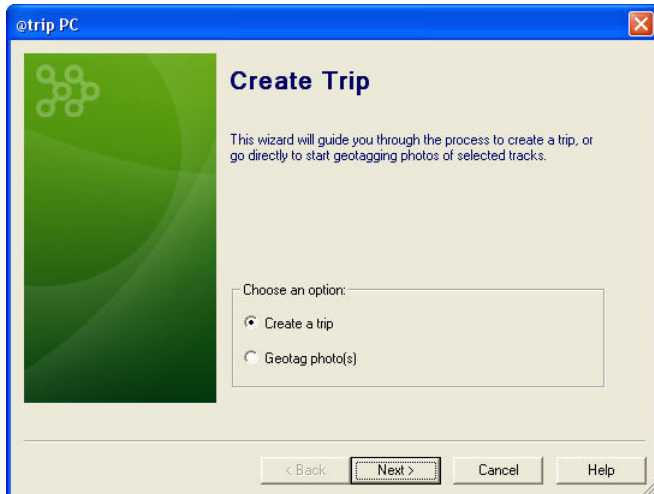 @trip PC
Create Trip
This wizard will guide you through the process to create a trip, or
go directly to start geotagging photos of selected tracks.
Choose an option:
Create a trip
Geotag photo(s)
< Back
Next >
Cancel
Help